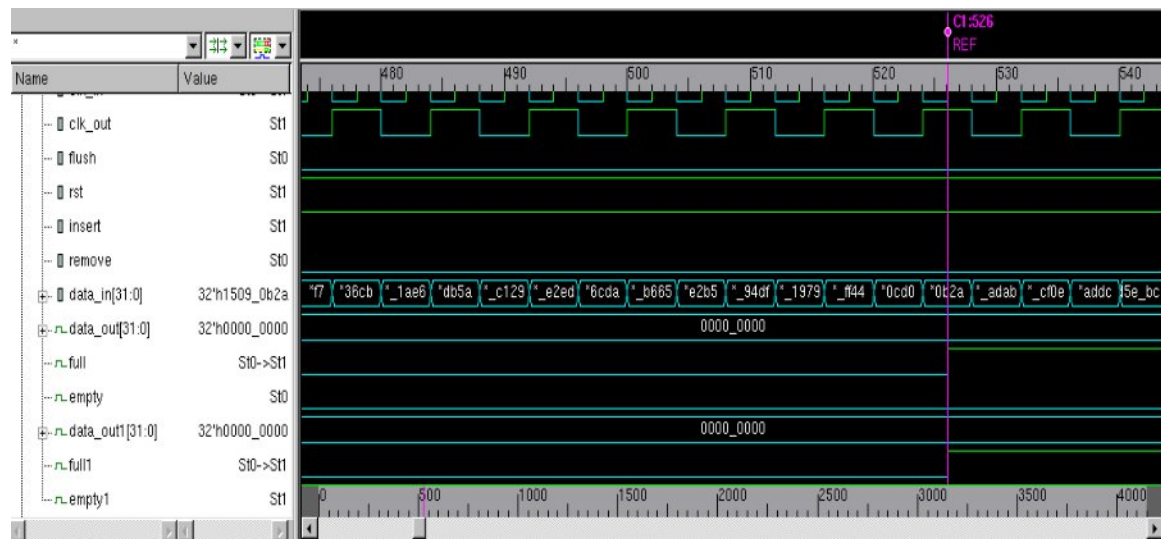 C1:526
REF
*
Name Value
480 490 500 510 520 530 540
clk_out St1
flush St0
rst St1
insert St1
remove St0
data_in[31:0] 32'h1509_0b2a *f7 *36cb *_1ae6 *db5a *_c129 *_e2ed *6cda *_b665 *e2b5 *_94df *_1979 *_ff44 *0cd0 *0b2a *_adab *_cf0e *addc 5e_bc
data_out[31:0] 32'h0000_0000 0000_0000
full St0->St1
empty St0
data_out1[31:0] 32'h0000_0000 0000_0000
full1 St0->St1
empty1 St1
0 500 1000 1500 2000 2500 3000 3500 4000